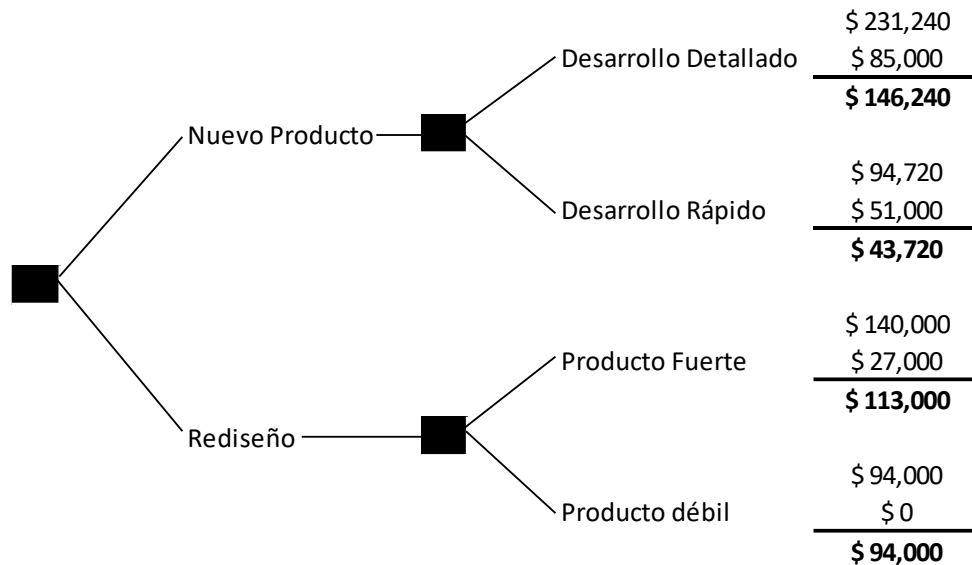 $ 231,240
Desarrollo Detallado $ 85,000
$ 146,240
Nuevo Producto
$ 94,720
Desarrollo Rápido $ 51,000
$ 43,720
$ 140,000
Producto Fuerte $ 27,000
$ 113,000
Rediseño
$ 94,000
Producto débil $ 0
$ 94,000